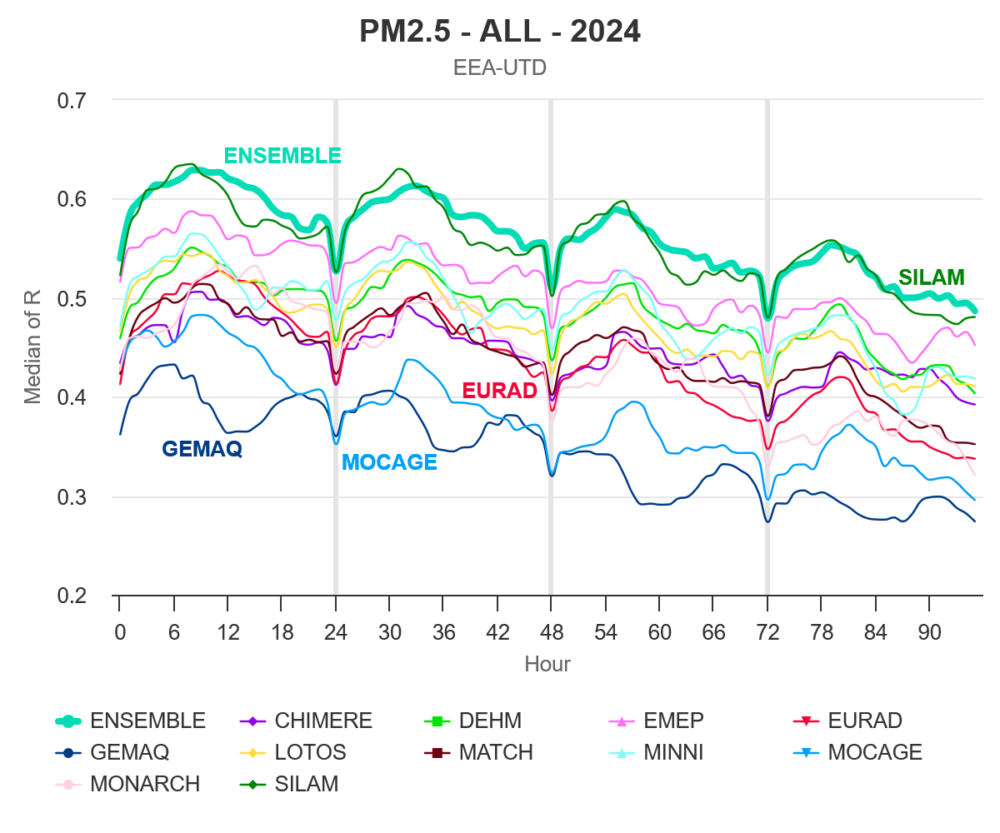 PM2.5 - ALL - 2024
EEA-UTD
0.7
0.6
0.5
0.4
0.3
0.2
Median of R
ENSEMBLE
SILAM
EURAD
GEMAQ
MOCAGE
0 6 12 18 24 30 36 42 48 54 60 66 72 78 84 90
Hour
ENSEMBLE CHIMERE DEHM EMEP EURAD
GEMAQ LOTOS MATCH MINNI MOCAGE
MONARCH SILAM